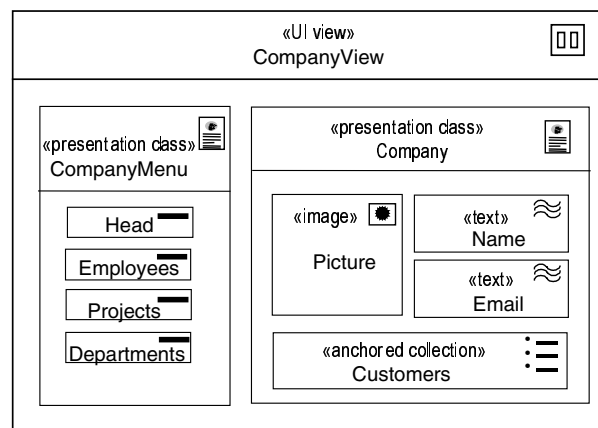 «UI view»
CompanyView
«presentation class»
CompanyMenu
Head
Employees
Projects
Departments
«presentation class»
Company
«image»
Picture
«text»
Name
«text»
Email
«anchored collection»
Customers